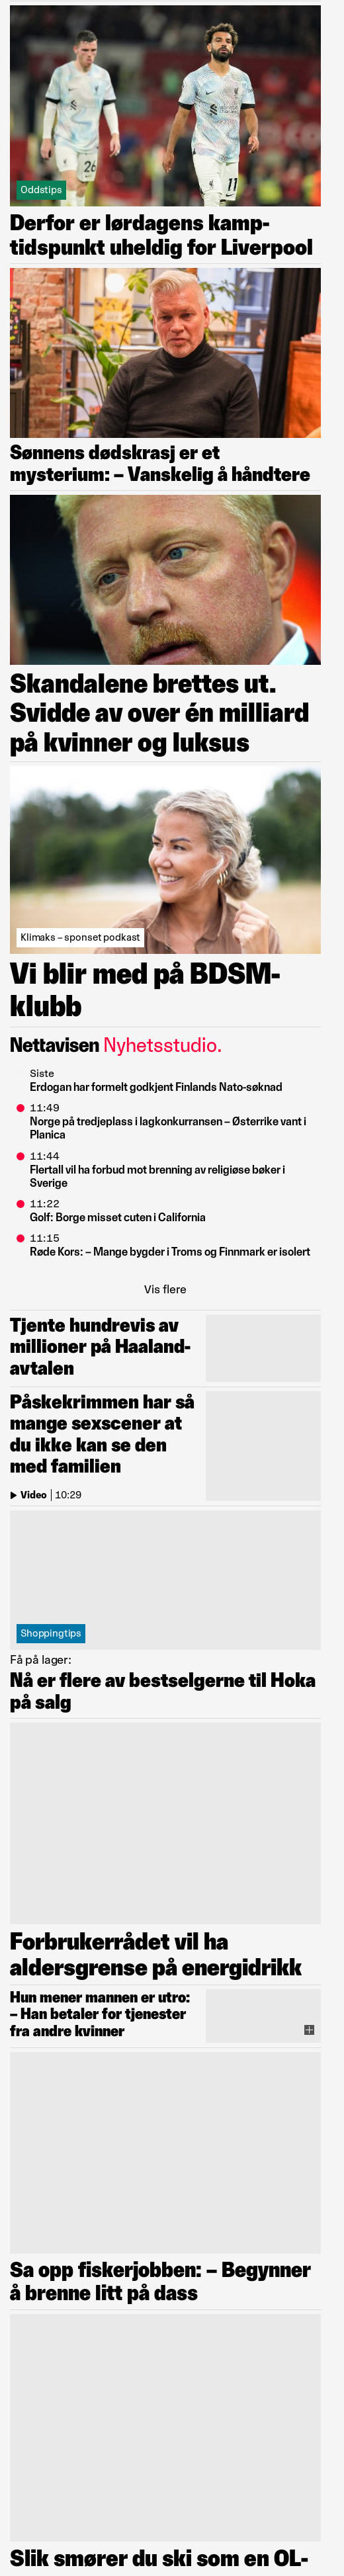 26
11
Oddstips
Derfor er lørdagens kamp-
tidspunkt uheldig for Liverpool
Sønnens dødskrasj er et
mysterium: – Vanskelig å håndtere
Skandalene brettes ut.
Svidde av over én milliard
på kvinner og luksus
Klimaks – sponset podkast
Vi blir med på BDSM-
klubb
Nettavisen Nyhetsstudio.
Siste
Erdogan har formelt godkjent Finlands Nato-søknad
11:49
Norge på tredjeplass i lagkonkurransen – Østerrike vant i
Planica
11:44
Flertall vil ha forbud mot brenning av religiøse bøker i
Sverige
11:22
Golf: Borge misset cuten i California
11:15
Røde Kors: – Mange bygder i Troms og Finnmark er isolert
Vis flere
Tjente hundrevis av
millioner på Haaland-
avtalen
Påskekrimmen har så
mange sexscener at
du ikke kan se den
med familien
Video | 10:29
Shoppingtips
Få på lager:
Nå er flere av bestselgerne til Hoka
på salg
Forbrukerrådet vil ha
aldersgrense på energidrikk
Hun mener mannen er utro:
– Han betaler for tjenester
fra andre kvinner
Sa opp fiskerjobben: – Begynner
å brenne litt på dass
Slik smører du ski som en OL-